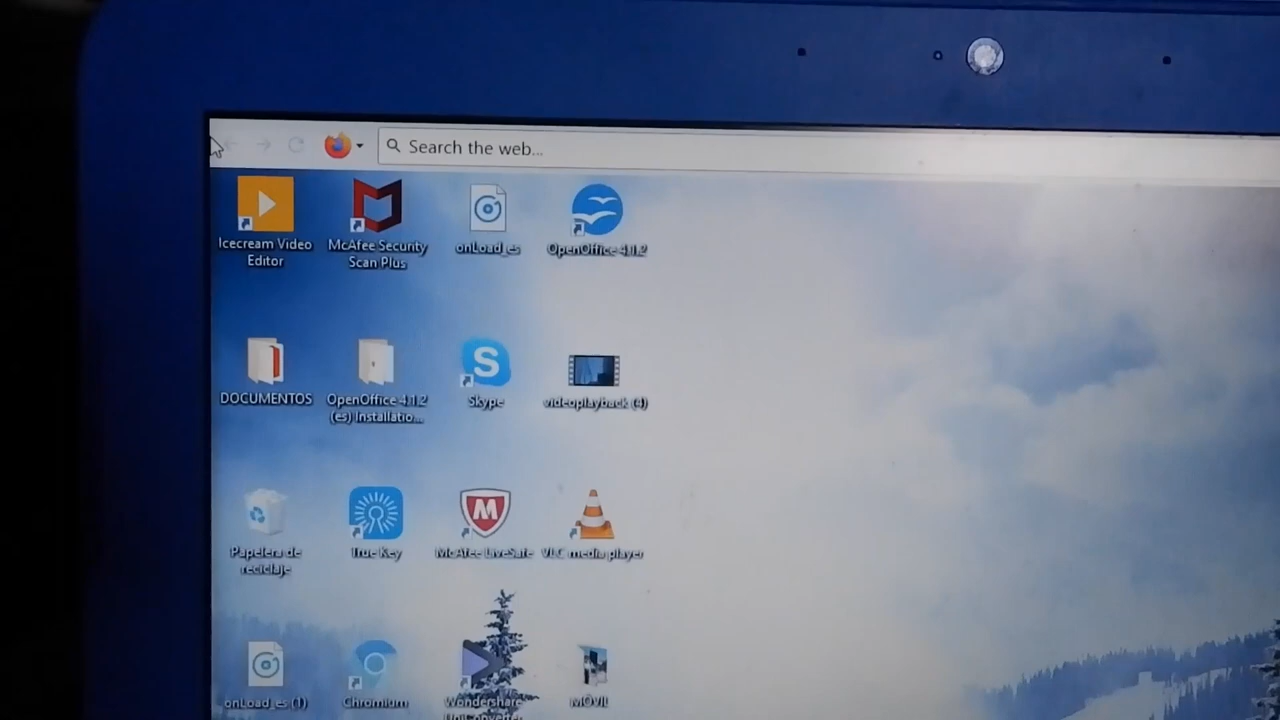 Search the web...
Icecream Video
Editor
McAfee Security
Scan Plus
onLoad_es
OpenOffice 4.1.2
DOCUMENTOS
OpenOffice 4.1.2
(es) Installatio...
Skype
videoplayback (4)
Papelera de
reciclaje
True Key
McAfee LiveSafe
VLC media player
onLoad_es (1)
Chromium
Wondershare
UniConverter
MÓVIL